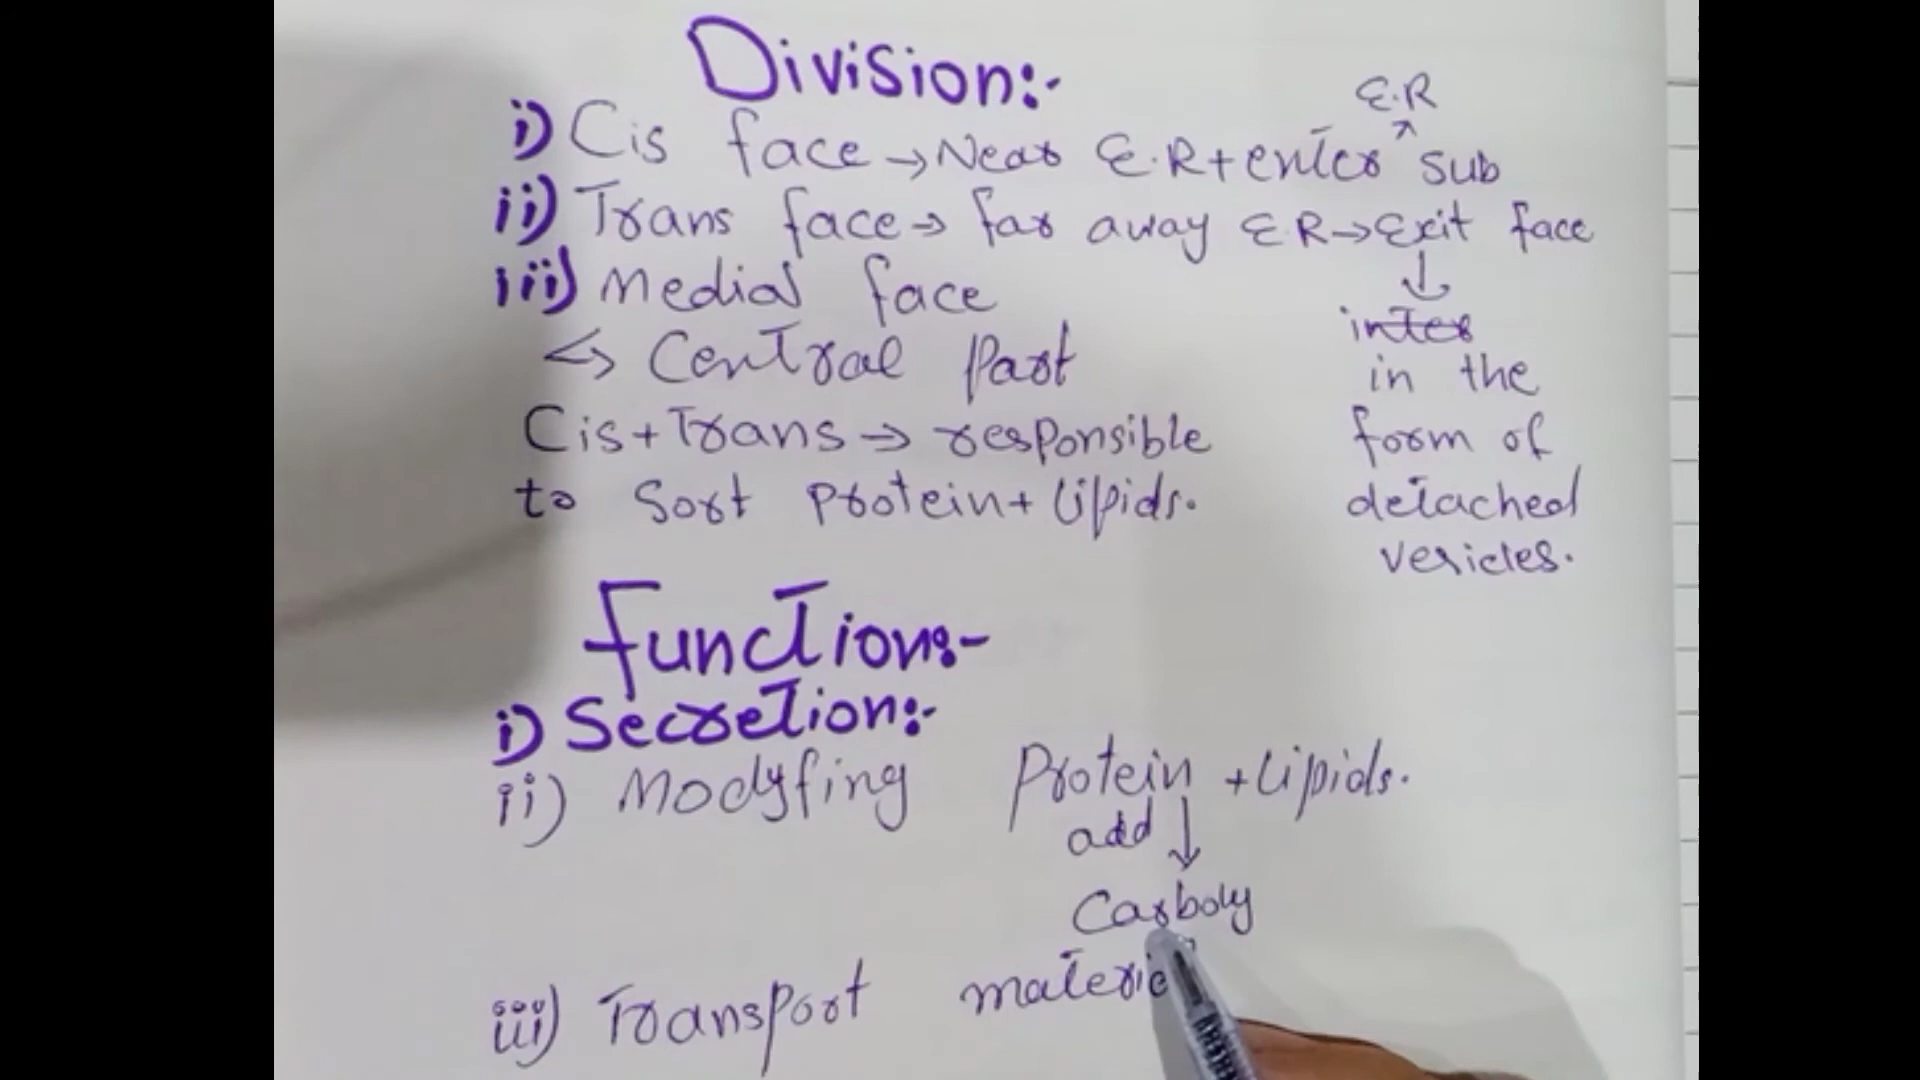 Division:-
E.R
i) Cis face → Near E.R + enter sub
ii) Trans face → far away E.R → Exit face
iii) Medial face
inter
↳ Central Part
in the
Cis + Trans → responsible
form of
to Sort Protein + Lipids.
detached
vesicles.
Function:-
i) Secretion:-
ii) Modyfing Protein + Lipids.
add ↓
Carboly
iii) Transport